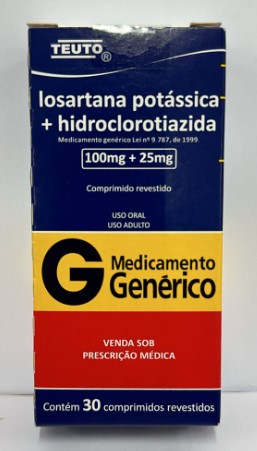 TEUTO®
losartana potássica
+ hidroclorotiazida
Medicamento genérico Lei nº 9.787, de 1999
100mg + 25mg
Comprimido revestido
USO ORAL
USO ADULTO
G Medicamento
Genérico
VENDA SOB
PRESCRIÇÃO MÉDICA
Contém 30 comprimidos revestidos